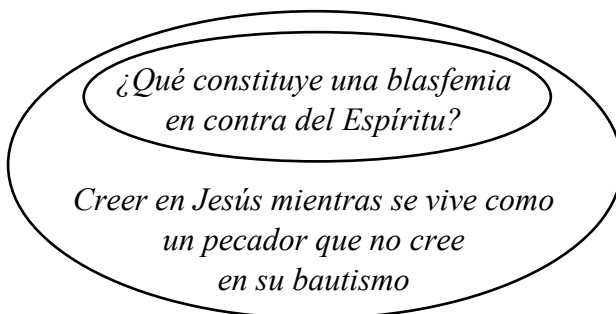 ¿Qué constituye una blasfemia
en contra del Espíritu?
Creer en Jesús mientras se vive como
un pecador que no cree
en su bautismo